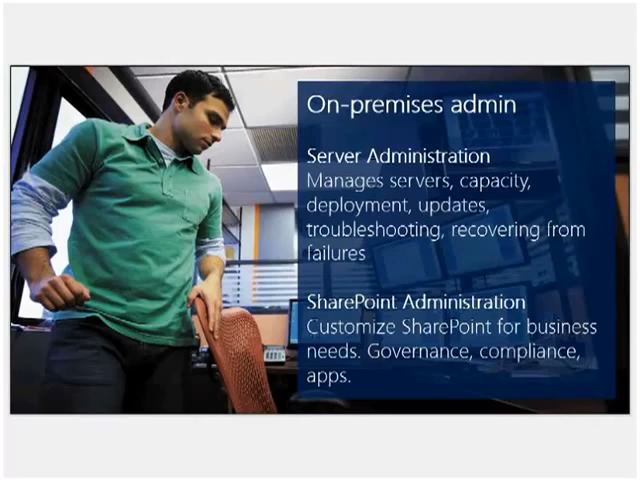 On-premises admin
Server Administration
Manages servers, capacity,
deployment, updates,
troubleshooting, recovering from
failures
SharePoint Administration
Customize SharePoint for business
needs. Governance, compliance,
apps.